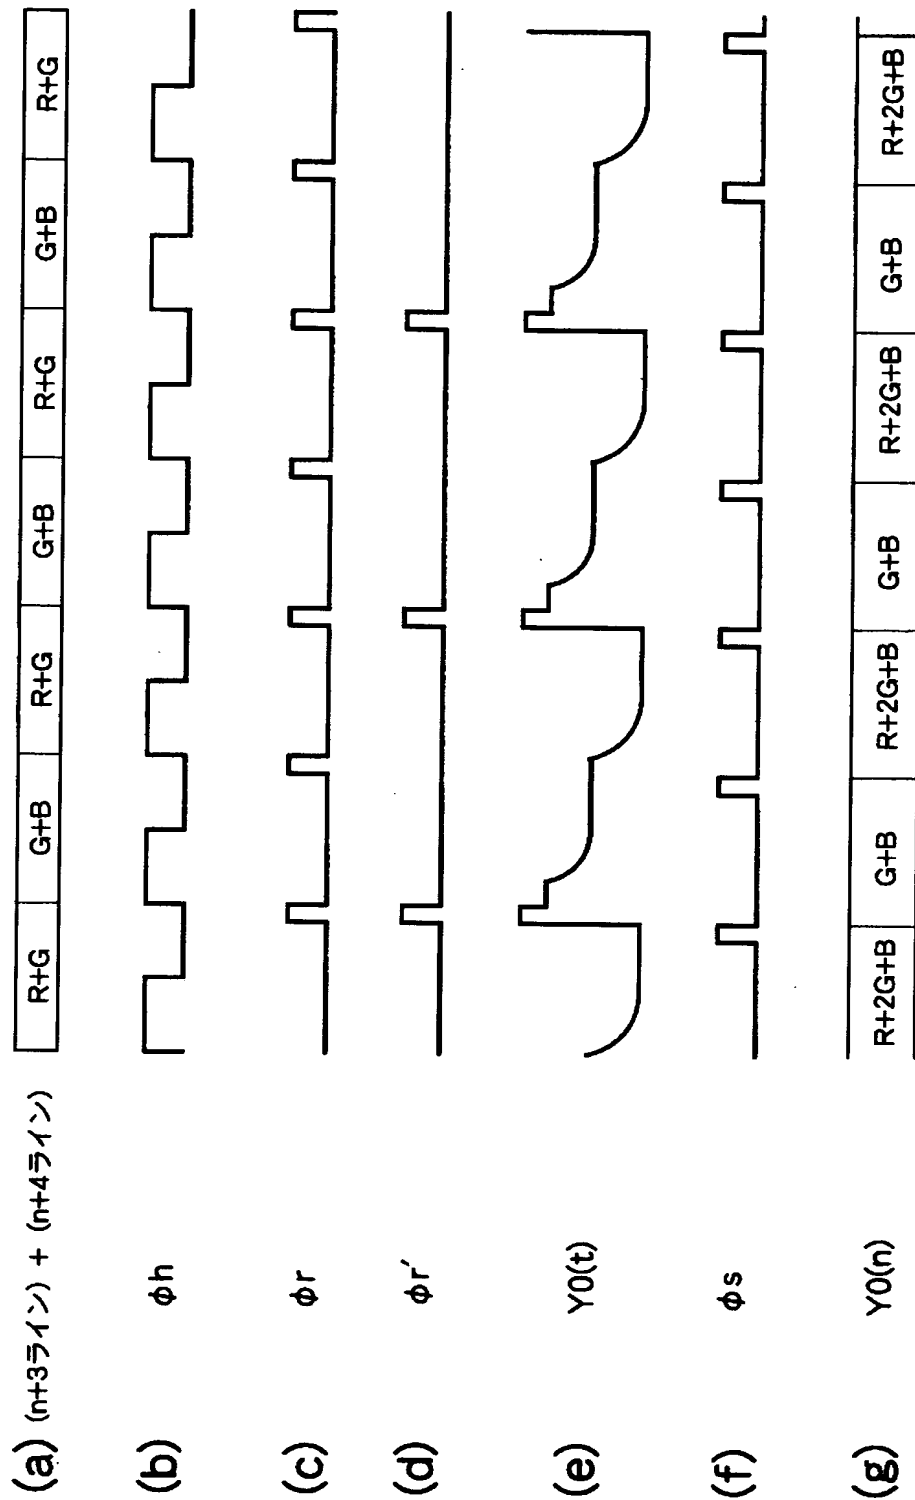 (a) (n+3ライン) + (n+4ライン) R+G G+B R+G G+B R+G G+B R+G
(b) φh
(c) φr
(d) φr′
(e) Y0(t)
(f) φs
(g) Y0(n) R+2G+B G+B R+2G+B G+B R+2G+B G+B R+2G+B